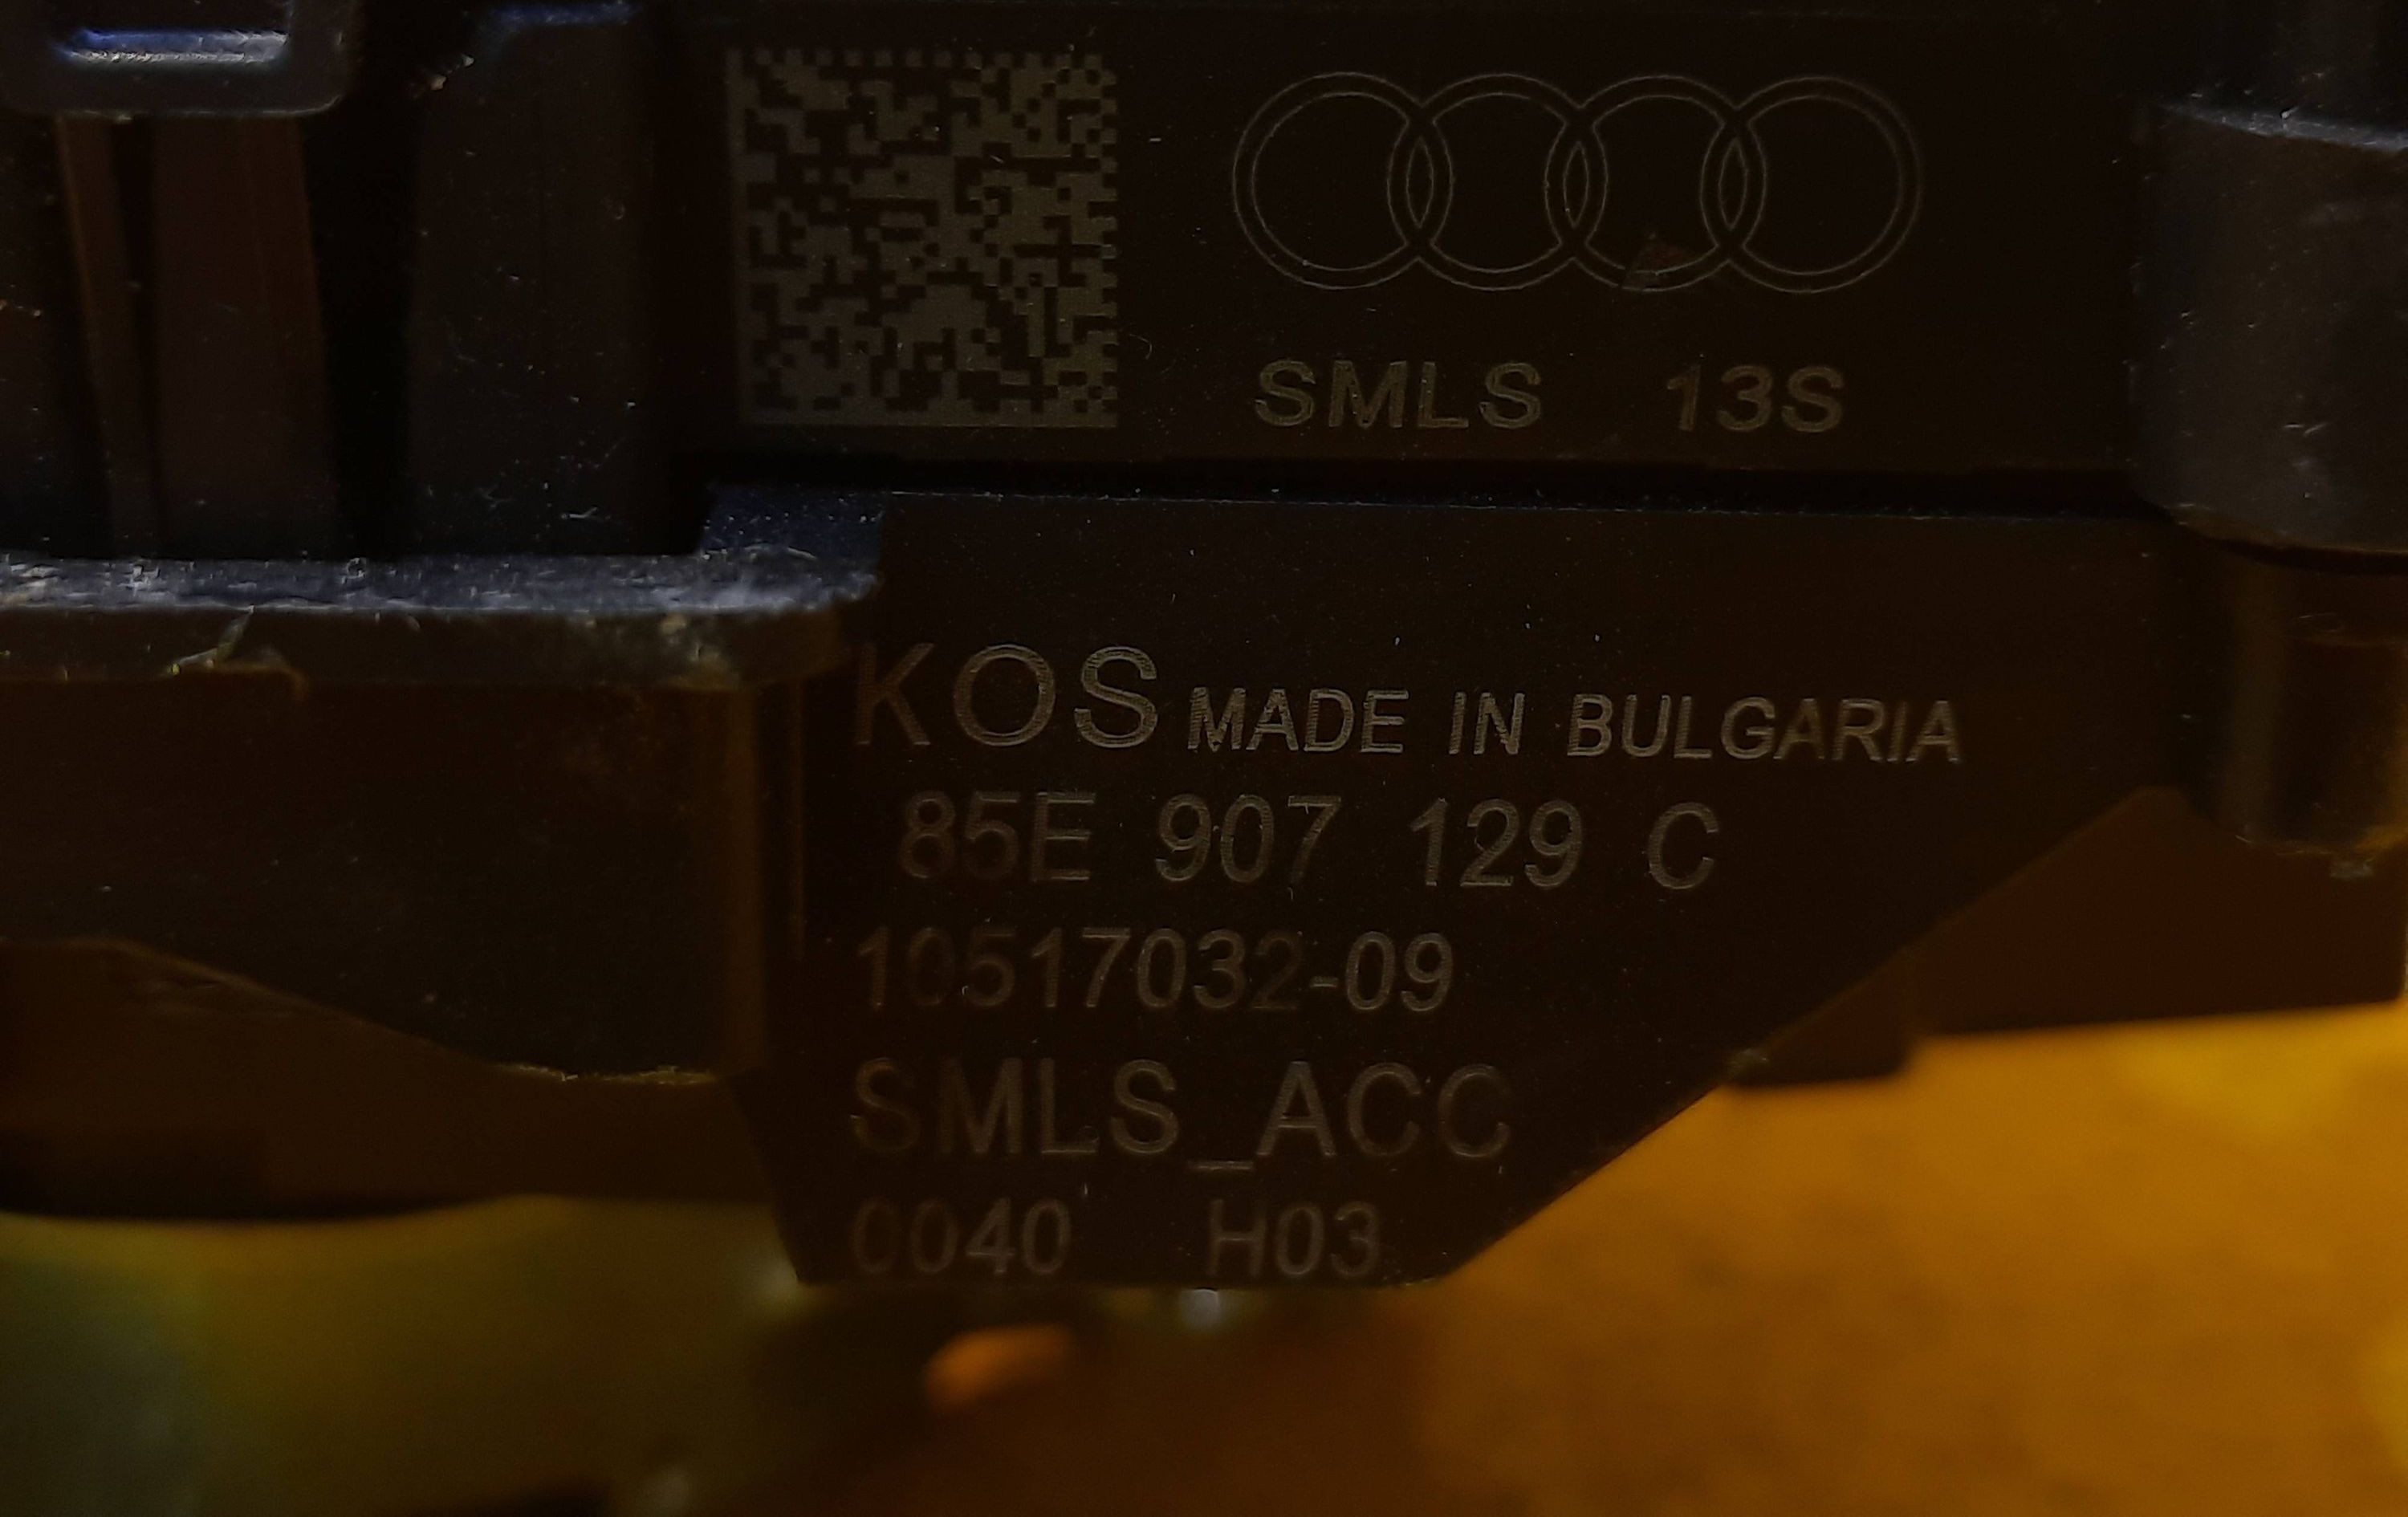 SMLS 13S
KOS MADE IN BULGARIA
85E 907 129 C
10517032-09
SMLS_ACC
0040 H03